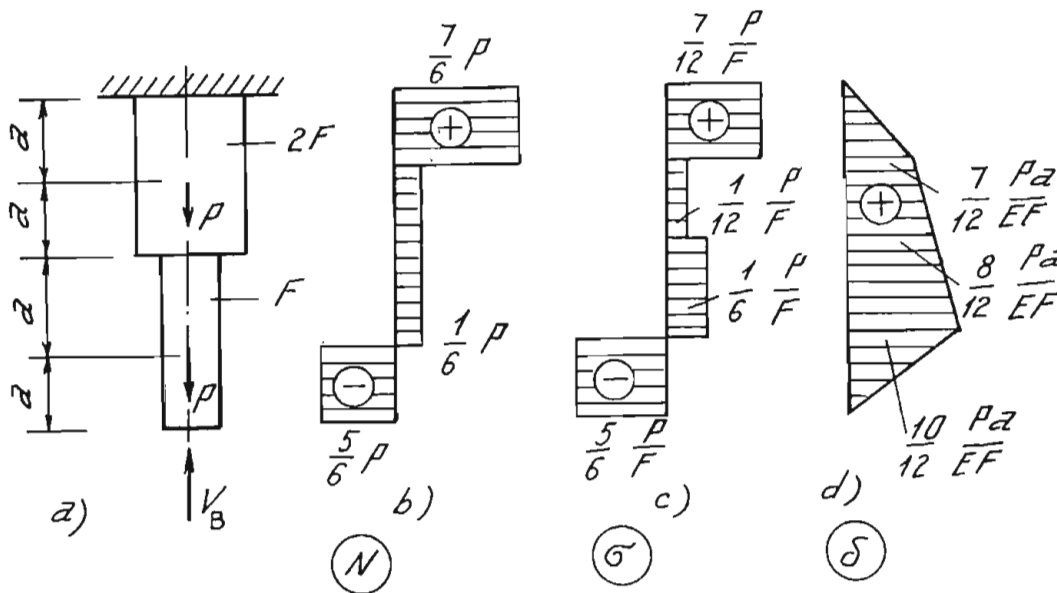 a
a
a
a
2F
P
F
P
V_B
a)
7/6 P
+
1/6 P
−
5/6 P
b)
N
7/12 P/F
+
1/12 P/F
1/6 P/F
−
5/6 P/F
c)
σ
+
7/12 Pa/EF
8/12 Pa/EF
10/12 Pa/EF
d)
δ